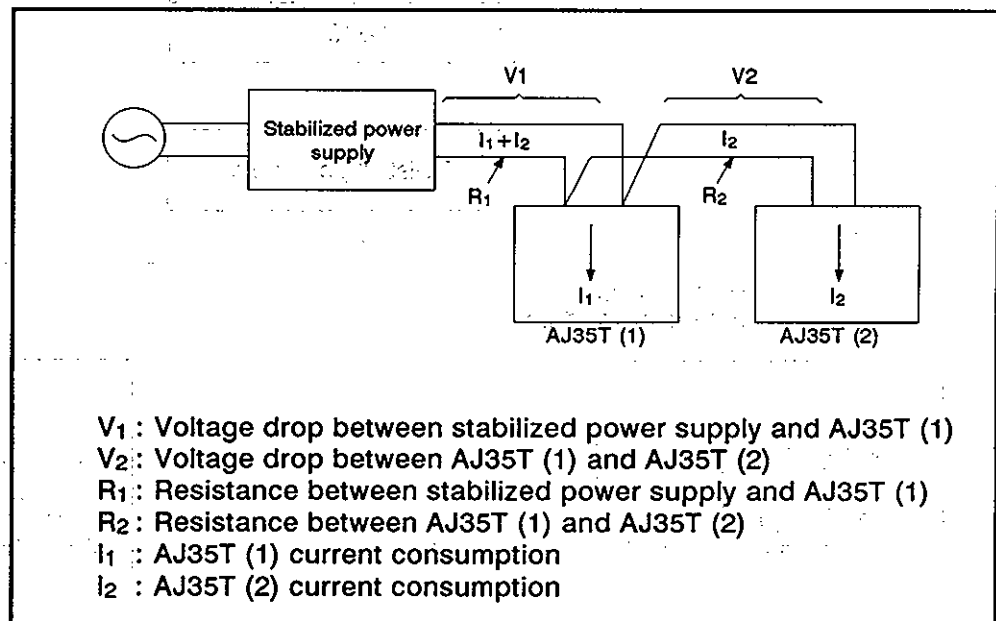 V1
V2
Stabilized power
supply
I₁+I₂
I₂
R₁
R₂
I₁
I₂
AJ35T (1)
AJ35T (2)
V₁ : Voltage drop between stabilized power supply and AJ35T (1)
V₂ : Voltage drop between AJ35T (1) and AJ35T (2)
R₁ : Resistance between stabilized power supply and AJ35T (1)
R₂ : Resistance between AJ35T (1) and AJ35T (2)
I₁ : AJ35T (1) current consumption
I₂ : AJ35T (2) current consumption